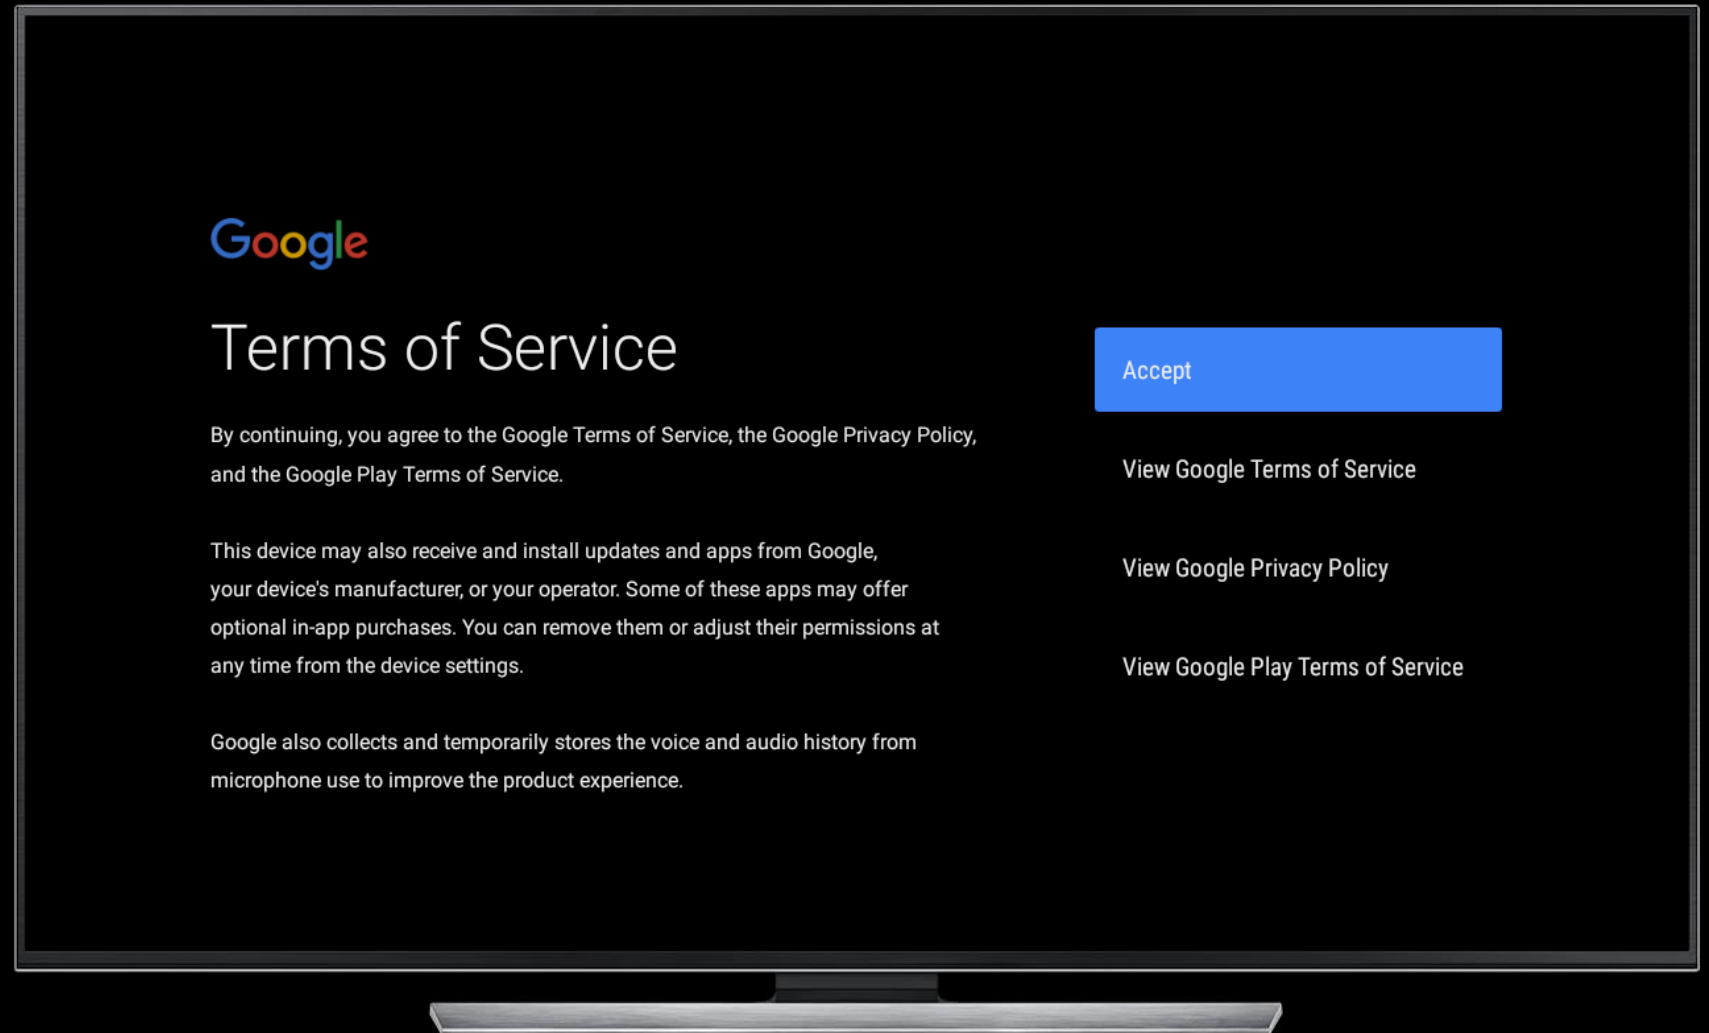 Google
Terms of Service
By continuing, you agree to the Google Terms of Service, the Google Privacy Policy,
and the Google Play Terms of Service.
This device may also receive and install updates and apps from Google,
your device's manufacturer, or your operator. Some of these apps may offer
optional in-app purchases. You can remove them or adjust their permissions at
any time from the device settings.
Google also collects and temporarily stores the voice and audio history from
microphone use to improve the product experience.
Accept
View Google Terms of Service
View Google Privacy Policy
View Google Play Terms of Service